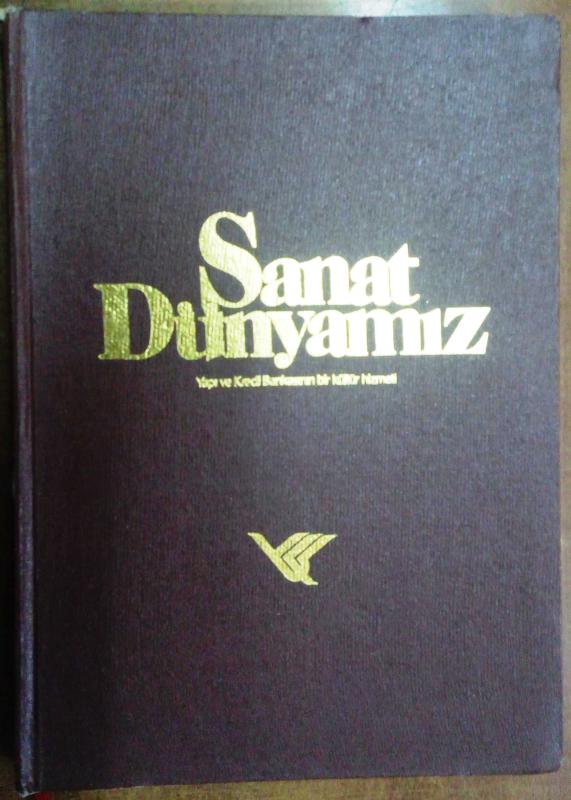 Sanat
Dünyamız
Yapı ve Kredi Bankasının bir kültür hizmeti